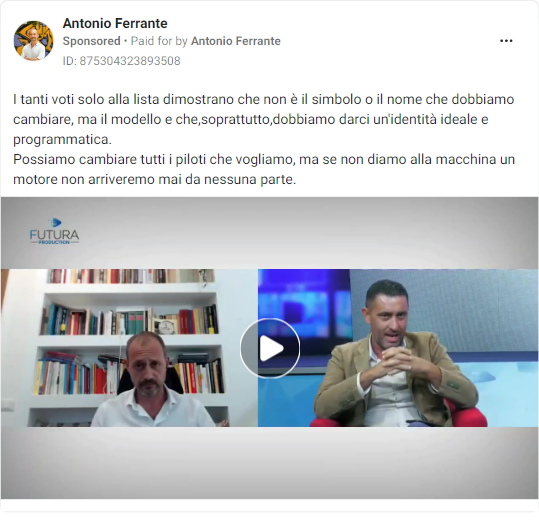 Antonio Ferrante
Sponsored • Paid for by Antonio Ferrante
ID: 875304323893508
I tanti voti solo alla lista dimostrano che non è il simbolo o il nome che dobbiamo
cambiare, ma il modello e che,soprattutto,dobbiamo darci un'identità ideale e
programmatica.
Possiamo cambiare tutti i piloti che vogliamo, ma se non diamo alla macchina un
motore non arriveremo mai da nessuna parte.
FUTURA
PRODUCTION